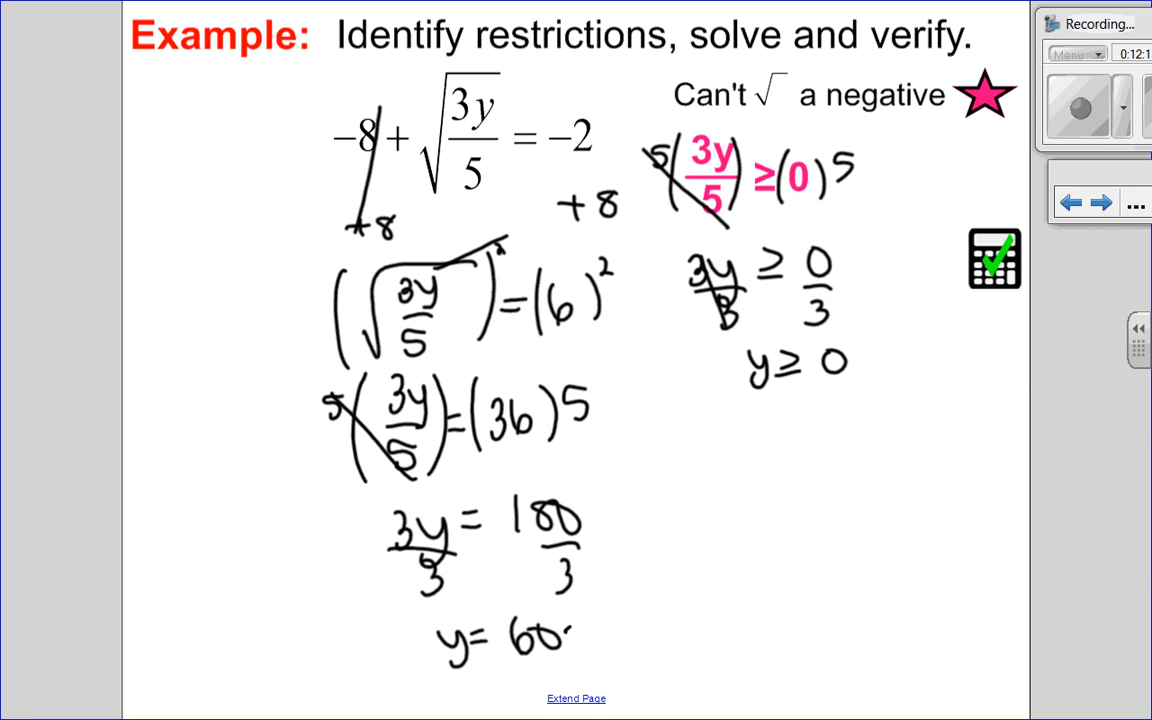 Example: Identify restrictions, solve and verify.
Can't √ a negative
-8 + √(3y/5) = -2
+8 +8
5(3y/5) ≥ (0)5
(√(3y/5))² = (6)²
3y/3 ≥ 0/3
y ≥ 0
5(3y/5) = (36)5
3y/3 = 180/3
y = 60.
Extend Page
Recording...
Menu
0:12:1
...